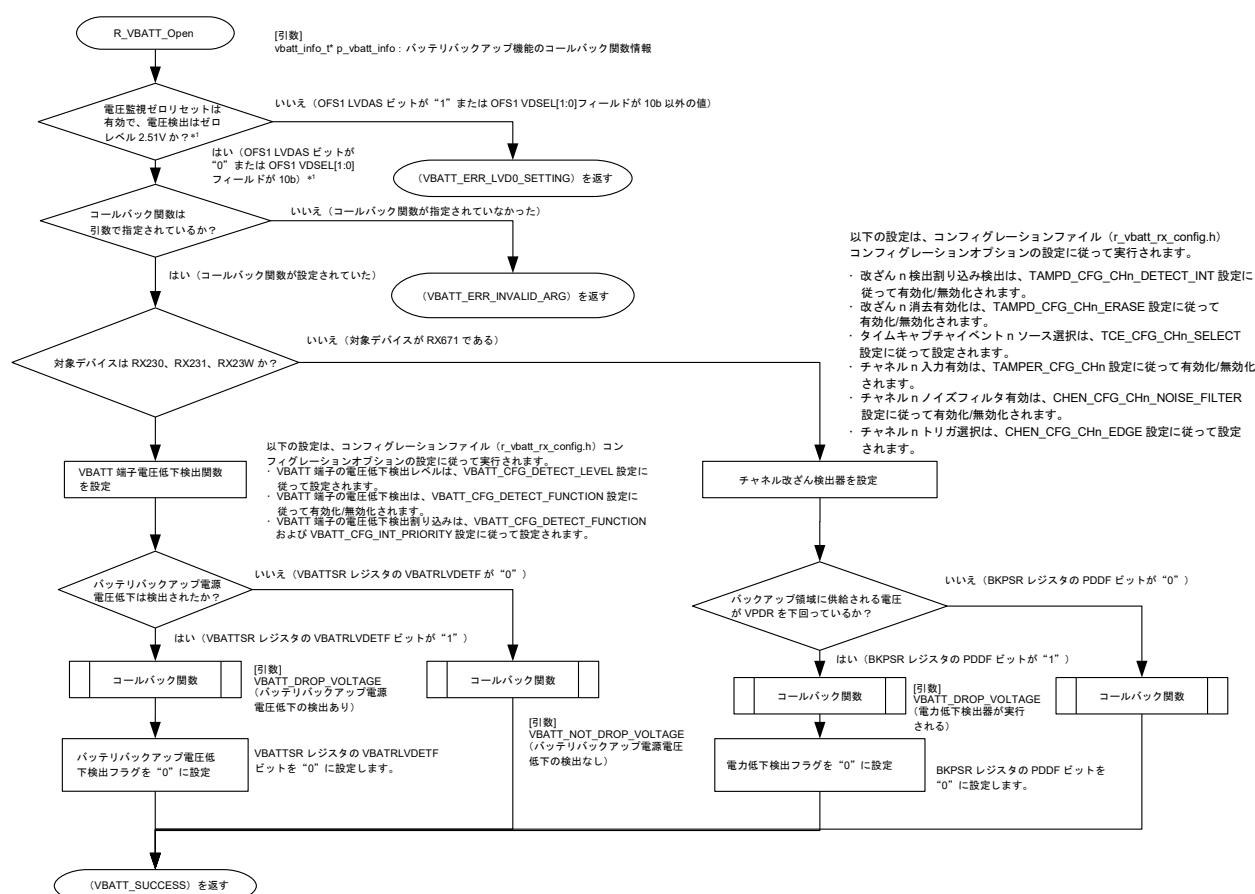 R_VBATT_Open
[引数]
vbatt_info_t* p_vbatt_info : バッテリバックアップ機能のコールバック関数情報
電圧監視ゼロリセットは
有効で、電圧検出はゼロ
レベル 2.51V か？*1
いいえ（OFS1 LVDAS ビットが “1” または OFS1 VDSEL[1:0]フィールドが 10b 以外の値）
はい（OFS1 LVDAS ビットが
“0” または OFS1 VDSEL[1:0]
フィールドが 10b）*1
（VBATT_ERR_LVD0_SETTING）を返す
コールバック関数は
引数で指定されているか？
いいえ（コールバック関数が指定されていなかった）
はい（コールバック関数が設定されていた）
（VBATT_ERR_INVALID_ARG）を返す
以下の設定は、コンフィグレーションファイル（r_vbatt_rx_config.h）
コンフィグレーションオプションの設定に従って実行されます。
・ 改ざん n 検出割り込み検出は、TAMPD_CFG_CHn_DETECT_INT 設定に
従って有効化/無効化されます。
・ 改ざん n 消去有効化は、TAMPD_CFG_CHn_ERASE 設定に従って
有効化/無効化されます。
・ タイムキャプチャイベント n ソース選択は、TCE_CFG_CHn_SELECT
設定に従って設定されます。
・ チャネル n 入力有効は、TAMPER_CFG_CHn 設定に従って有効化/無効化
されます。
・ チャネル n ノイズフィルタ有効は、CHEN_CFG_CHn_NOISE_FILTER
設定に従って有効化/無効化されます。
・ チャネル n トリガ選択は、CHEN_CFG_CHn_EDGE 設定に従って設定
されます。
対象デバイスは RX230、RX231、RX23W か？
いいえ（対象デバイスが RX671 である）
VBATT 端子電圧低下検出関数
を設定
以下の設定は、コンフィグレーションファイル（r_vbatt_rx_config.h）コン
フィグレーションオプションの設定に従って実行されます。
・ VBATT 端子の電圧低下検出レベルは、VBATT_CFG_DETECT_LEVEL 設定に
従って設定されます。
・ VBATT 端子の電圧低下検出は、VBATT_CFG_DETECT_FUNCTION 設定に
従って有効化/無効化されます。
・ VBATT 端子の電圧低下検出割り込みは、VBATT_CFG_DETECT_FUNCTION
および VBATT_CFG_INT_PRIORITY 設定に従って設定されます。
チャネル改ざん検出器を設定
バッテリバックアップ電源
電圧低下は検出されたか？
いいえ（VBATTSR レジスタの VBATRLVDETF が “0”）
はい（VBATTSR レジスタの VBATRLVDETF ビットが “1”）
バックアップ領域に供給される電圧
が VPDR を下回っているか？
いいえ（BKPSR レジスタの PDDF ビットが “0”）
はい（BKPSR レジスタの PDDF ビットが “1”）
コールバック関数
[引数]
VBATT_DROP_VOLTAGE
（バッテリバックアップ電源
電圧低下の検出あり）
コールバック関数
[引数]
VBATT_NOT_DROP_VOLTAGE
（バッテリバックアップ電源電圧
低下の検出なし）
コールバック関数
[引数]
VBATT_DROP_VOLTAGE
（電力低下検出器が実行
される）
コールバック関数
バッテリバックアップ電圧低
下検出フラグを “0” に設定
VBATTSR レジスタの VBATRLVDETF
ビットを “0” に設定します。
電力低下検出フラグを “0” に設定
BKPSR レジスタの PDDF ビットを
“0” に設定します。
（VBATT_SUCCESS）を返す